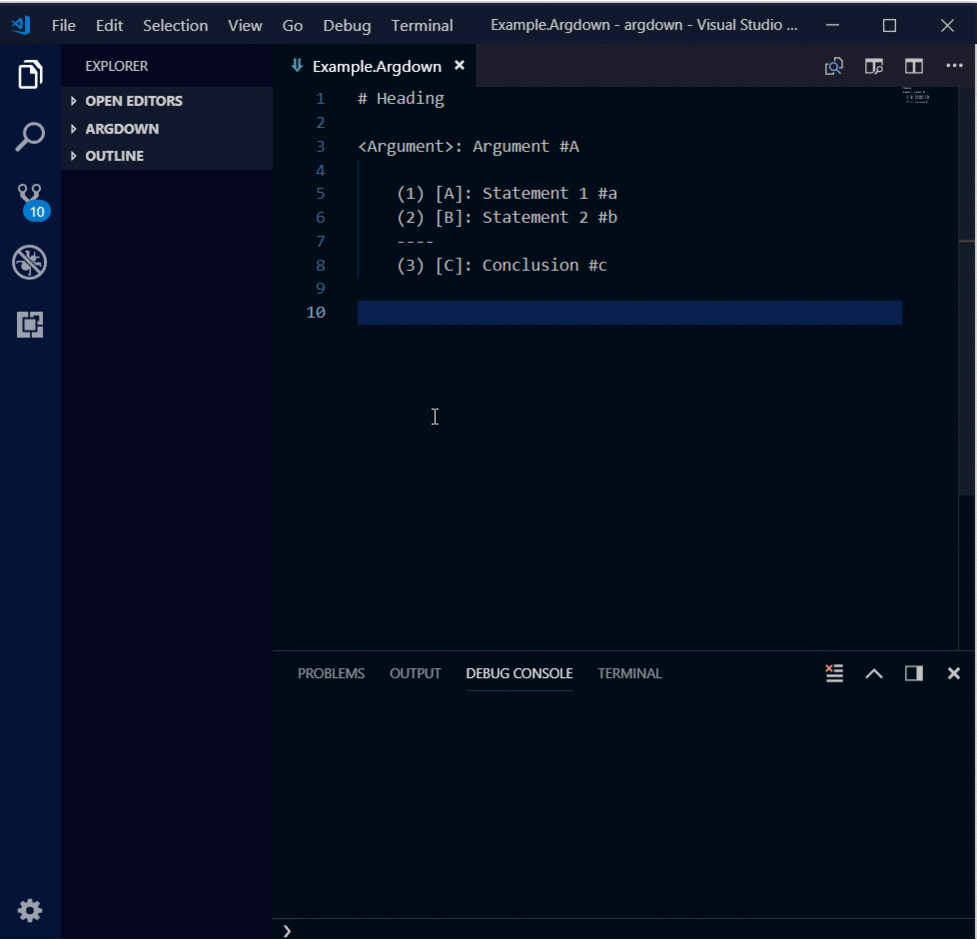 File Edit Selection View Go Debug Terminal Example.Argdown - argdown - Visual Studio ...
EXPLORER
OPEN EDITORS
ARGDOWN
OUTLINE
10
Example.Argdown
1 # Heading
2
3 <Argument>: Argument #A
4
5 (1) [A]: Statement 1 #a
6 (2) [B]: Statement 2 #b
7 ----
8 (3) [C]: Conclusion #c
9
10
PROBLEMS OUTPUT DEBUG CONSOLE TERMINAL